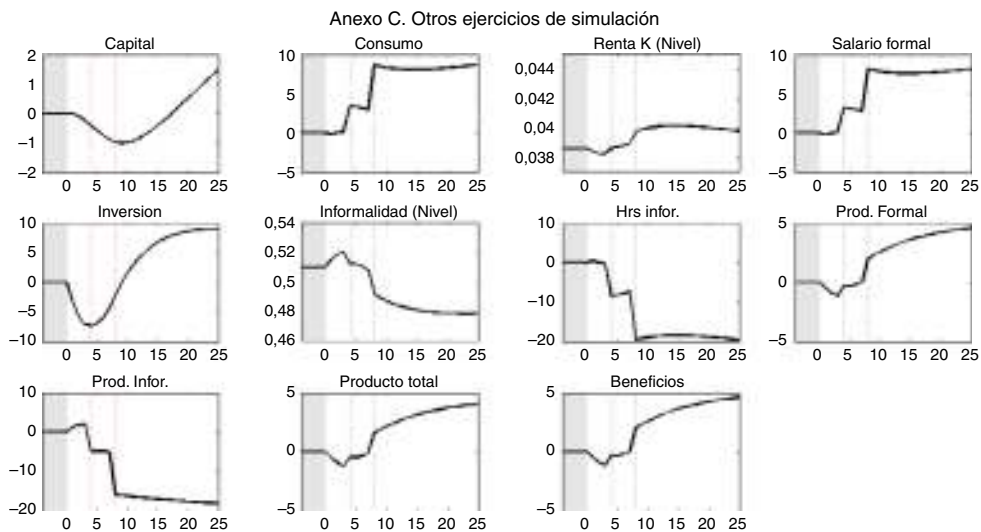 Anexo C. Otros ejercicios de simulación
Capital
2
1
0
−1
−2
0 5 10 15 20 25
Consumo
10
5
0
−5
0 5 10 15 20 25
Renta K (Nivel)
0,044
0,042
0,04
0,038
0 5 10 15 20 25
Salario formal
10
5
0
−5
0 5 10 15 20 25
Inversion
10
5
0
−5
−10
0 5 10 15 20 25
Informalidad (Nivel)
0,54
0,52
0,5
0,48
0,46
0 5 10 15 20 25
Hrs infor.
10
0
−10
−20
0 5 10 15 20 25
Prod. Formal
5
0
−5
0 5 10 15 20 25
Prod. Infor.
10
0
−10
−20
0 5 10 15 20 25
Producto total
5
0
−5
0 5 10 15 20 25
Beneficios
5
0
−5
0 5 10 15 20 25